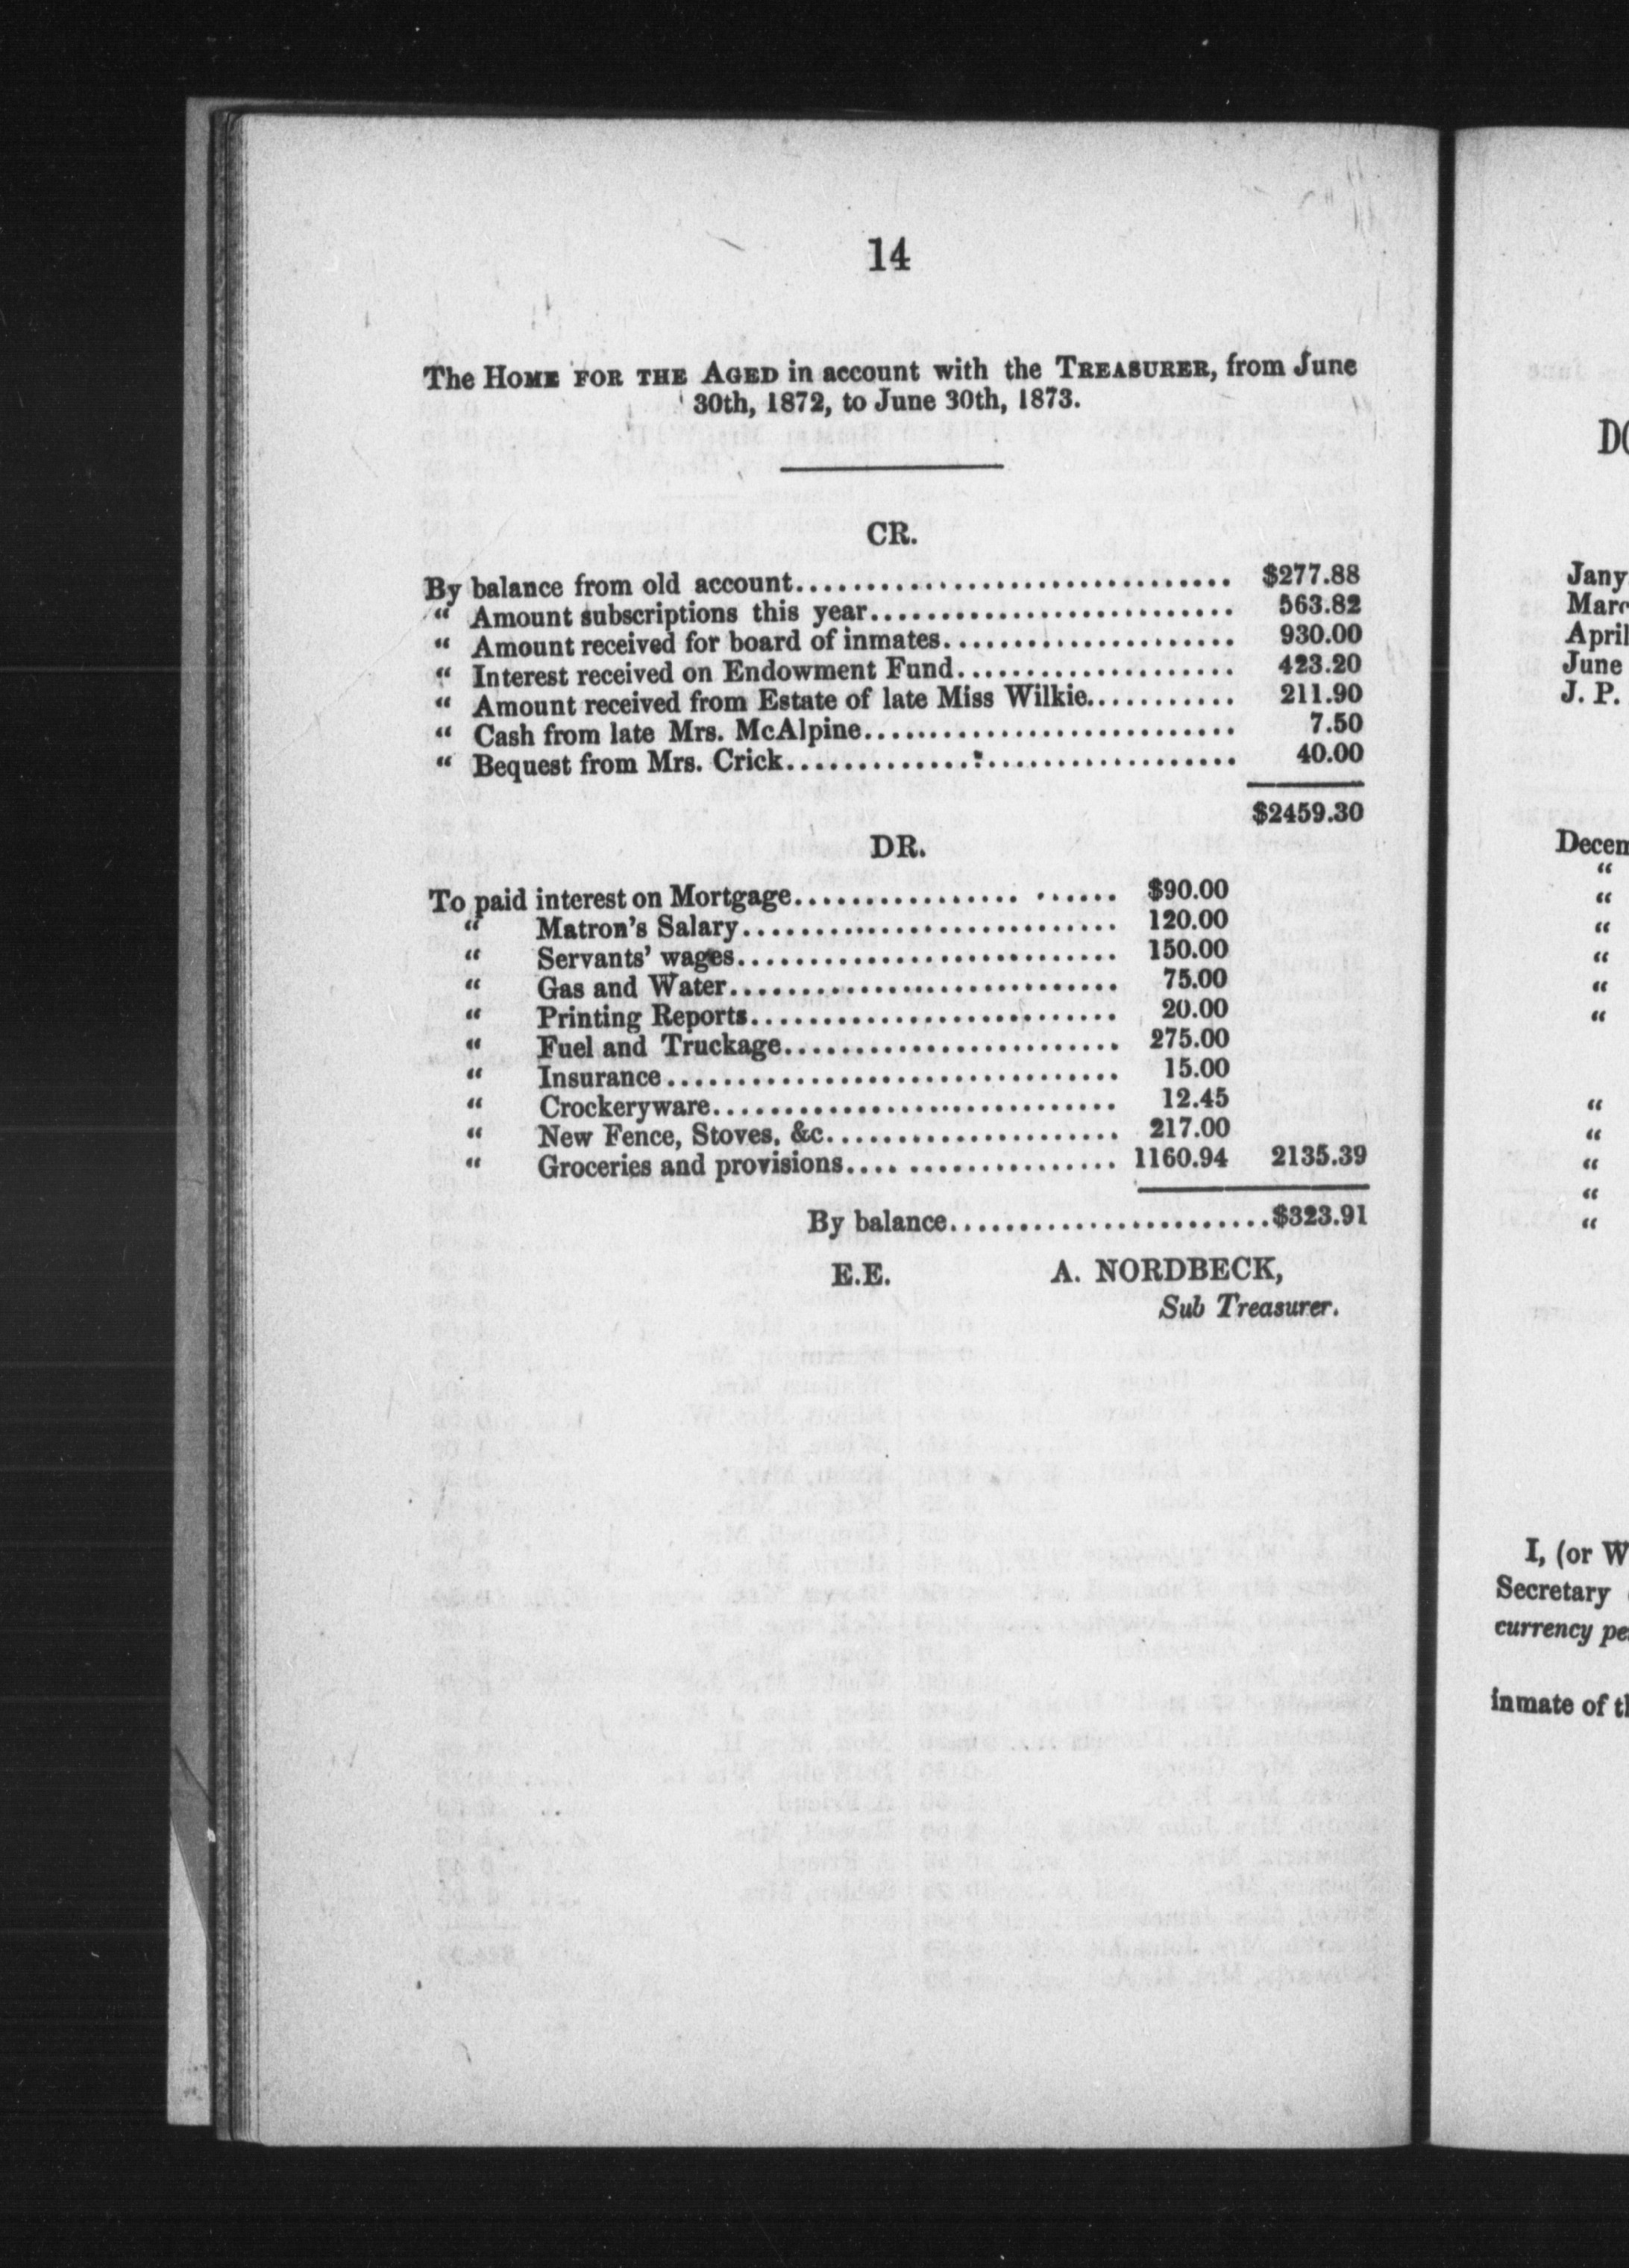 14
The HOME FOR THE AGED in account with the TREASURER, from June
30th, 1872, to June 30th, 1873.
CR.
By balance from old account.............................. $277.88
“ Amount subscriptions this year......................... 563.82
“ Amount received for board of inmates..................... 930.00
“ Interest received on Endowment Fund.................... 423.20
“ Amount received from Estate of late Miss Wilkie........... 211.90
“ Cash from late Mrs. McAlpine.......................... 7.50
“ Bequest from Mrs. Crick............................... 40.00
$2459.30
DR.
To paid interest on Mortgage...................... $90.00
“ Matron's Salary.......................... 120.00
“ Servants' wages.......................... 150.00
“ Gas and Water........................... 75.00
“ Printing Reports......................... 20.00
“ Fuel and Truckage....................... 275.00
“ Insurance............................... 15.00
“ Crockeryware............................ 12.45
“ New Fence, Stoves, &c.................... 217.00
“ Groceries and provisions.................. 1160.94 2135.39
By balance.......................$323.91
E.E. A. NORDBECK,
Sub Treasurer.
Jany
April
June
J. P.
“
“
“
“
“
“
“
“
“
“
“
I, (or W
Secretary
currency
inmate of